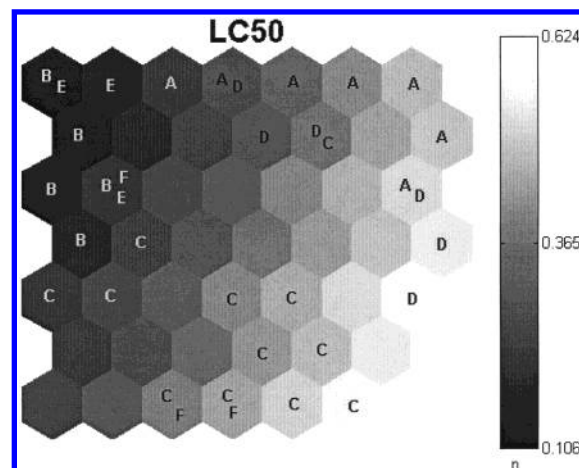 LC50
B E E A A D A A A
B D D C A
B B F E A D
B C D
C C C C D
C C
C F C F C C
0.624
0.365
0.106
n